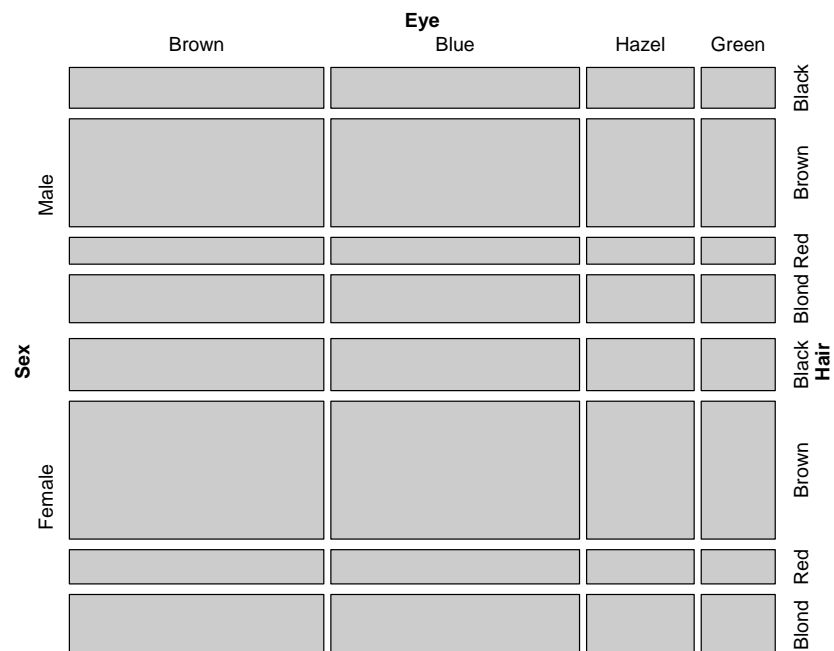 Eye
Brown Blue Hazel Green
Sex
Male
Female
Black
Brown
Red
Blond
Black
Brown
Red
Blond
Hair